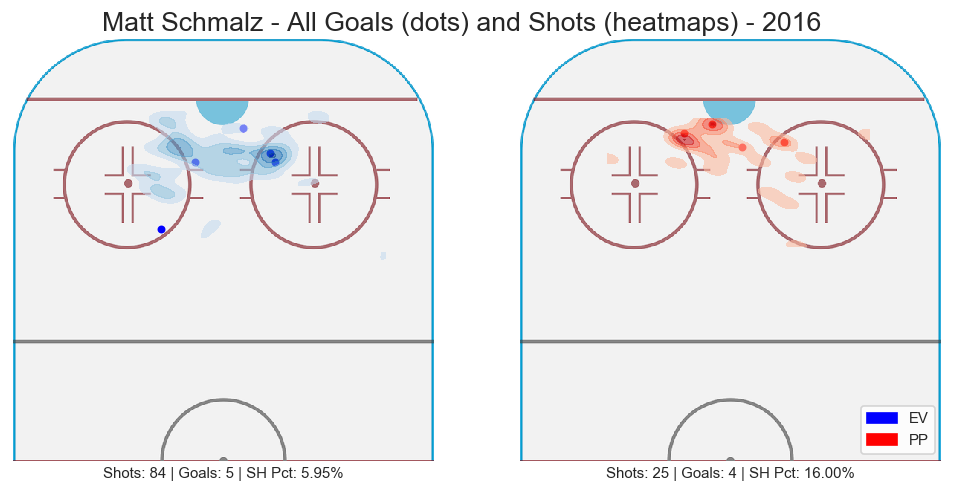 Matt Schmalz - All Goals (dots) and Shots (heatmaps) - 2016
EV
PP
Shots: 84 | Goals: 5 | SH Pct: 5.95%
Shots: 25 | Goals: 4 | SH Pct: 16.00%